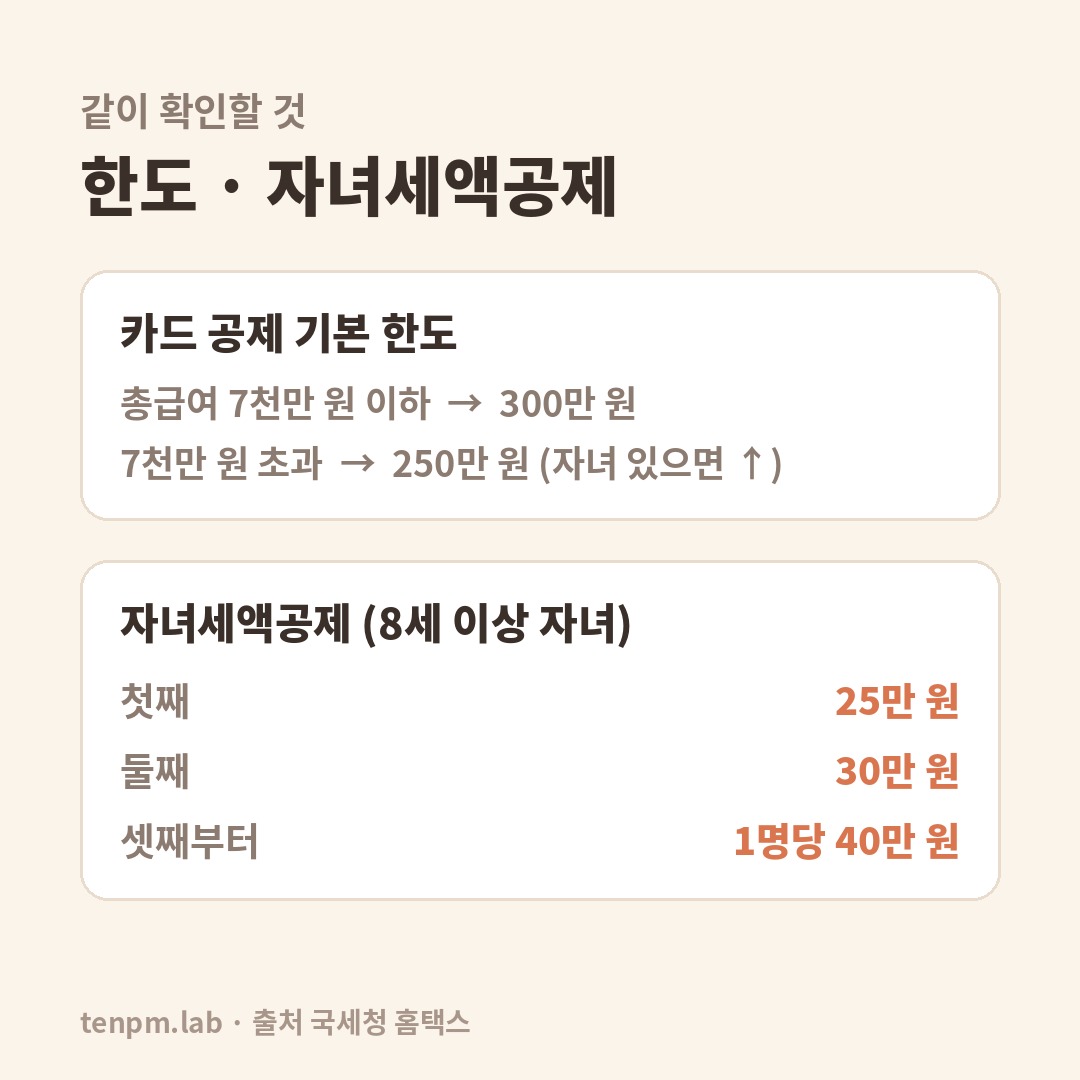 같이 확인할 것
한도 · 자녀세액공제
카드 공제 기본 한도
총급여 7천만 원 이하 → 300만 원
7천만 원 초과 → 250만 원 (자녀 있으면 ↑)
자녀세액공제 (8세 이상 자녀)
첫째 25만 원
둘째 30만 원
셋째부터 1명당 40만 원
tenpm.lab · 출처 국세청 홈택스